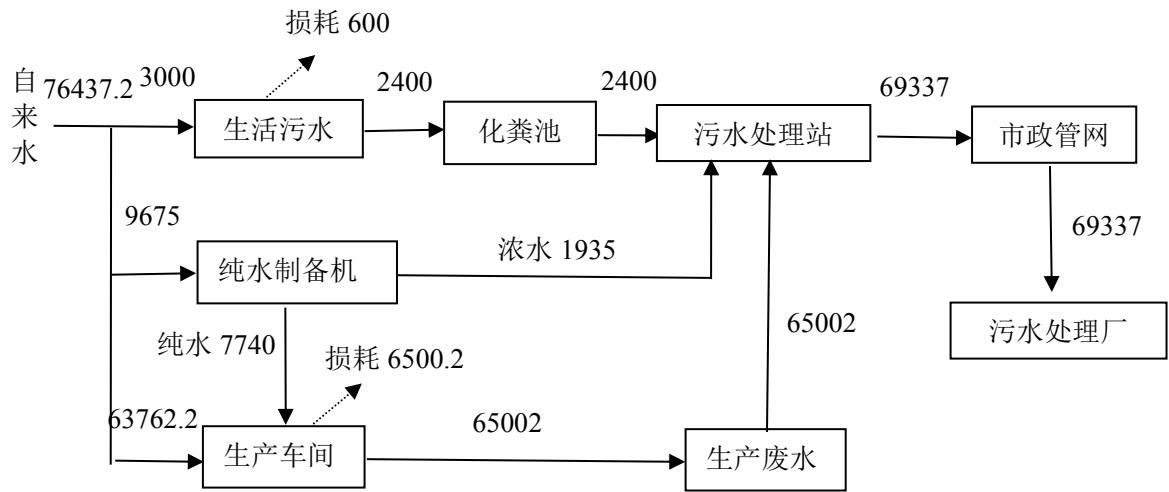 损耗 600
自来水
76437.2
3000
2400
2400
69337
生活污水
化粪池
污水处理站
市政管网
9675
浓水 1935
69337
纯水制备机
65002
污水处理厂
纯水 7740
损耗 6500.2
63762.2
65002
生产车间
生产废水